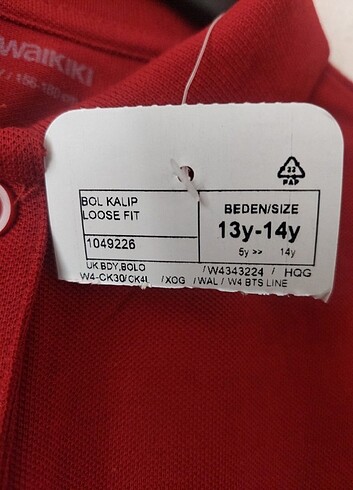 waikiki
BOL KALIP
LOOSE FIT
1049226
BEDEN/SIZE
13y-14y
5y >> 14y
22
PAP
UK BDY,BOLO /W4343224 / HQG
W4-CK30/CK4L /XOG /WAL / W4 BTS LINE